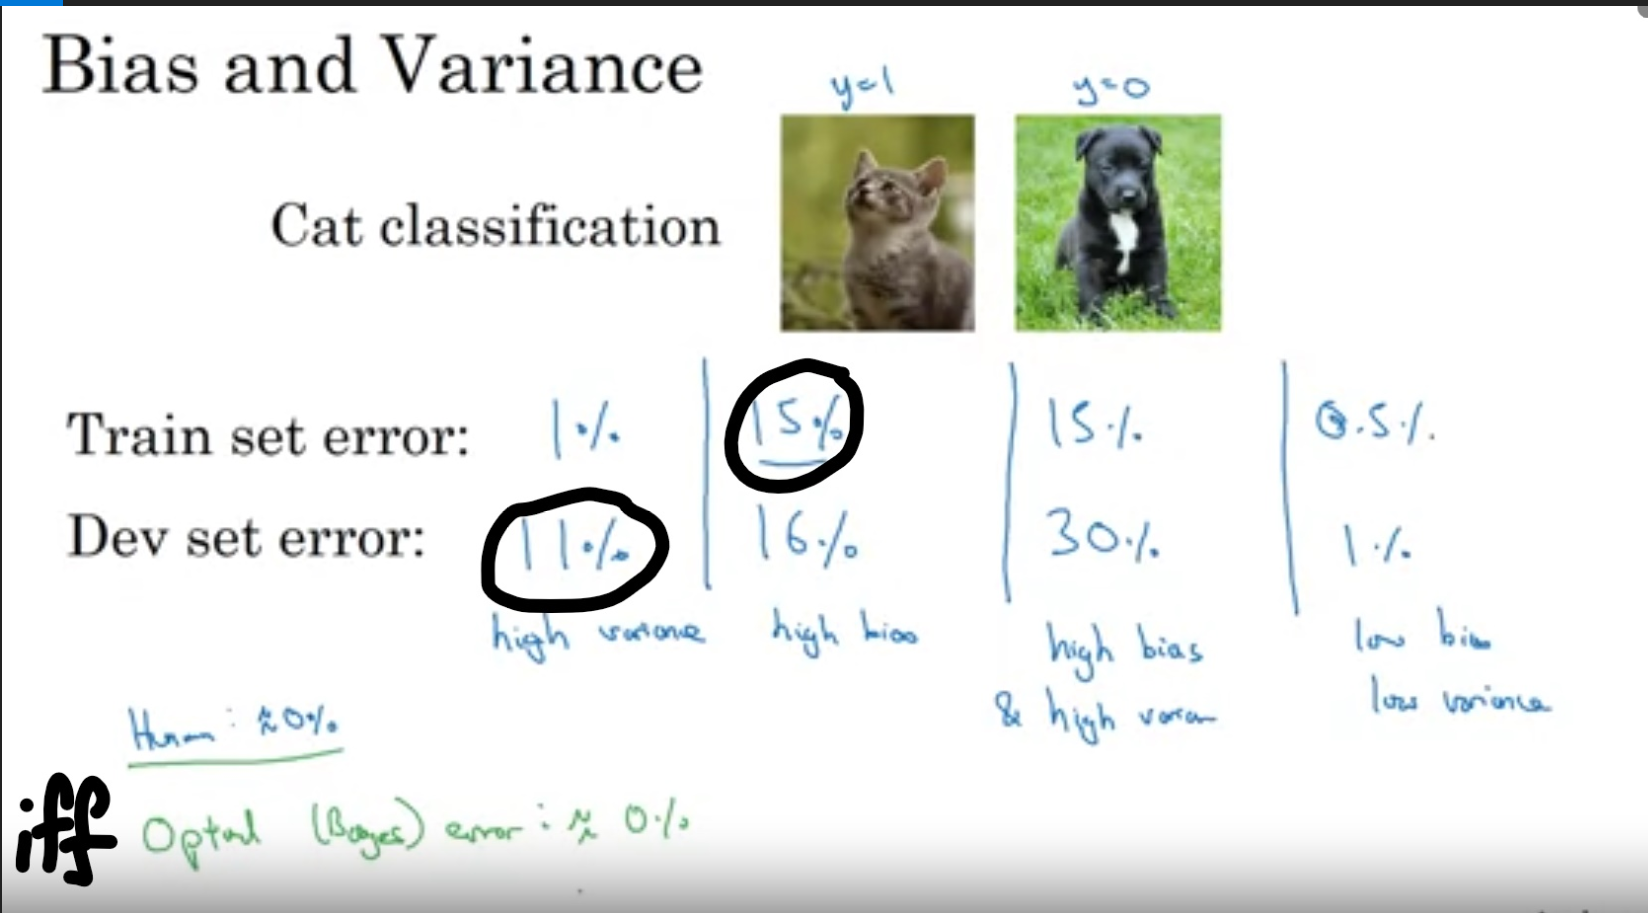 Bias and Variance
y=1 y=0
Cat classification
Train set error: 1% 15% 15% 0.5%
Dev set error: 11% 16% 30% 1%
high variance high bias high bias low bias
& high varian low variance
Human: ≈0%
iff Optimal (Bayes) error: ≈ 0%